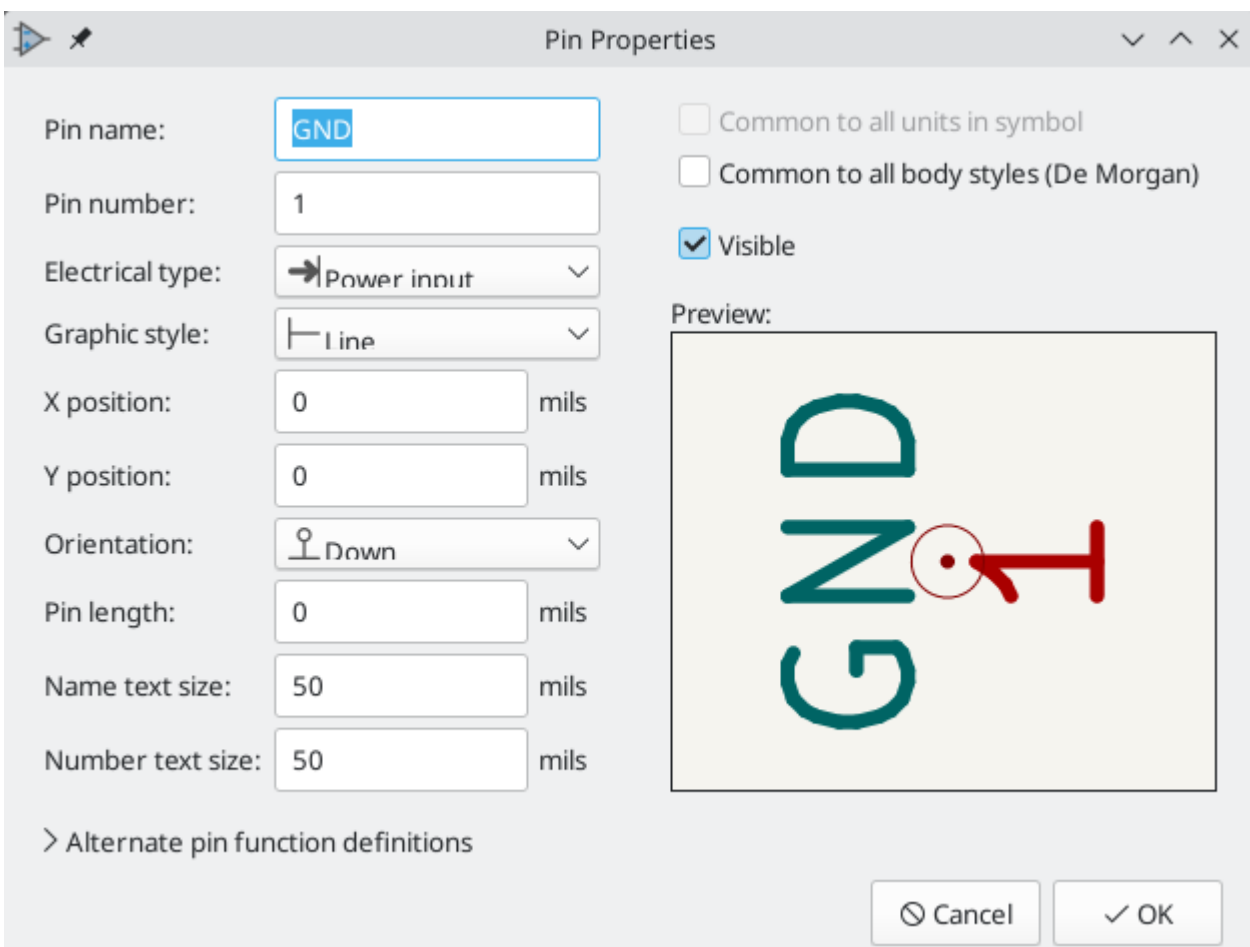 Pin Properties
Pin name:
GND
Pin number:
1
Electrical type:
Power input
Graphic style:
Line
X position:
0
mils
Y position:
0
mils
Orientation:
Down
Pin length:
0
mils
Name text size:
50
mils
Number text size:
50
mils
Alternate pin function definitions
Common to all units in symbol
Common to all body styles (De Morgan)
Visible
Preview:
GND
1
Cancel
OK